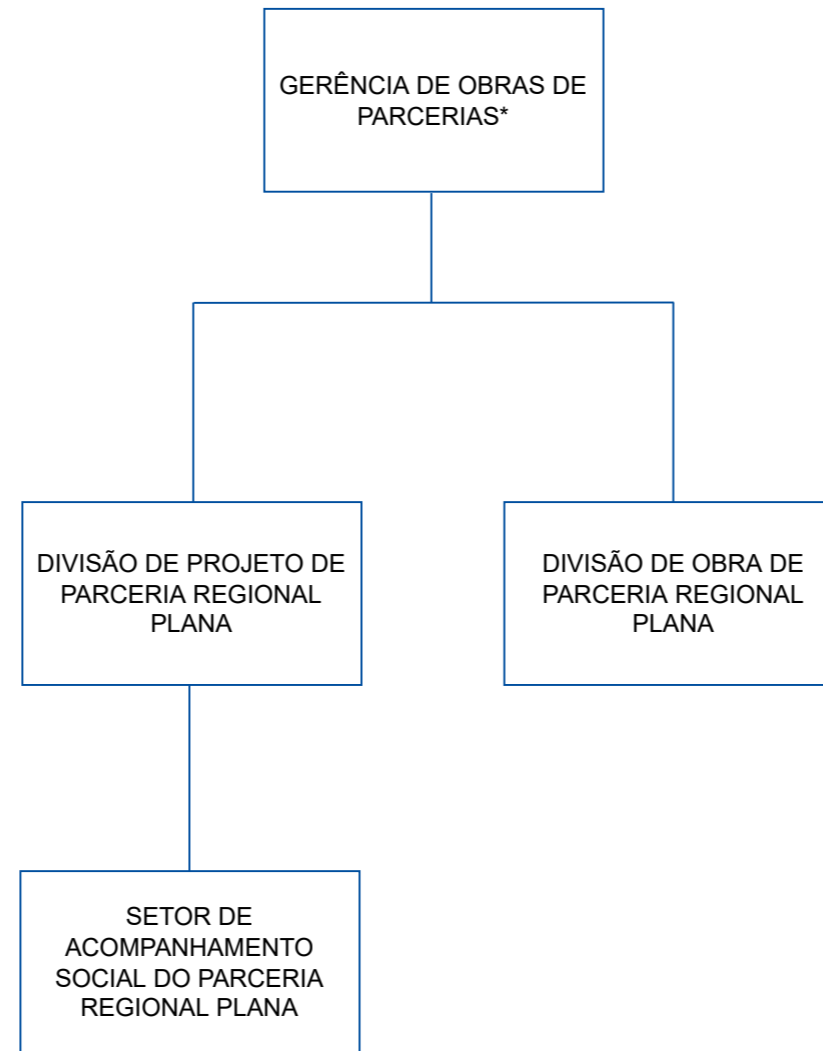 GERÊNCIA DE OBRAS DE
PARCERIAS*
DIVISÃO DE PROJETO DE
PARCERIA REGIONAL
PLANA
DIVISÃO DE OBRA DE
PARCERIA REGIONAL
PLANA
SETOR DE
ACOMPANHAMENTO
SOCIAL DO PARCERIA
REGIONAL PLANA